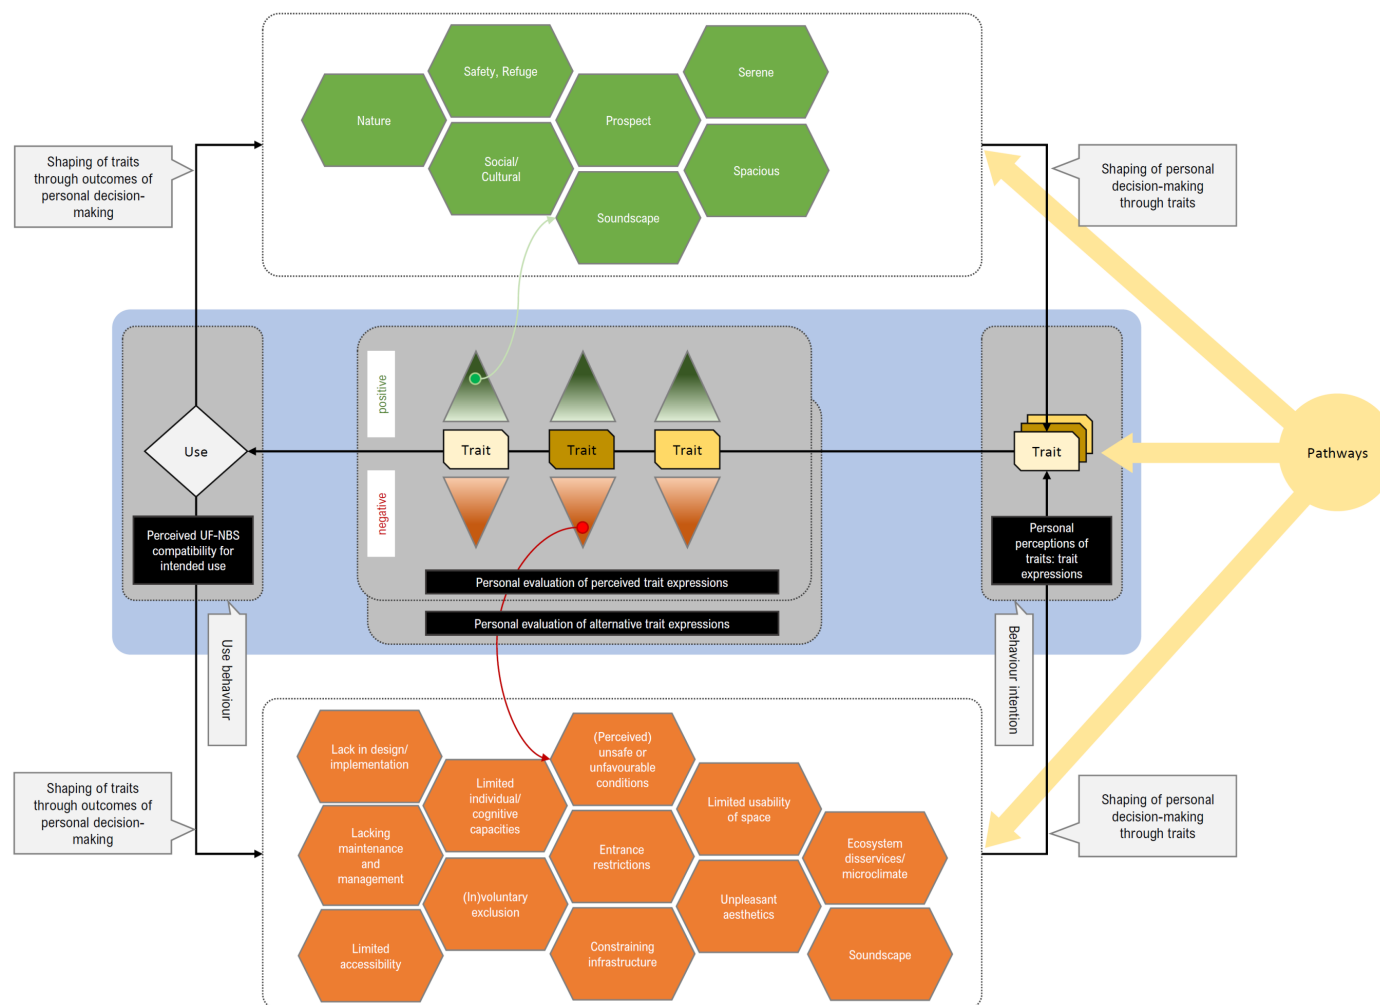 Safety, Refuge
Serene
Nature
Prospect
Social/
Cultural
Spacious
Soundscape
Shaping of traits
through outcomes of
personal decision-
making
Shaping of personal
decision-making
through traits
positive
negative
Use
Trait
Trait
Trait
Trait
Pathways
Perceived UF-NBS
compatibility for
intended use
Personal
perceptions of
traits: trait
expressions
Personal evaluation of perceived trait expressions
Personal evaluation of alternative trait expressions
Use behaviour
Behaviour intention
Shaping of traits
through outcomes of
personal decision-
making
Shaping of personal
decision-making
through traits
Lack in design/
implementation
(Perceived)
unsafe or
unfavourable
conditions
Limited
individual/
cognitive
capacities
Limited usability
of space
Lacking
maintenance
and
management
Entrance
restrictions
Ecosystem
disservices/
microclimate
(In)voluntary
exclusion
Unpleasant
aesthetics
Limited
accessibility
Constraining
infrastructure
Soundscape